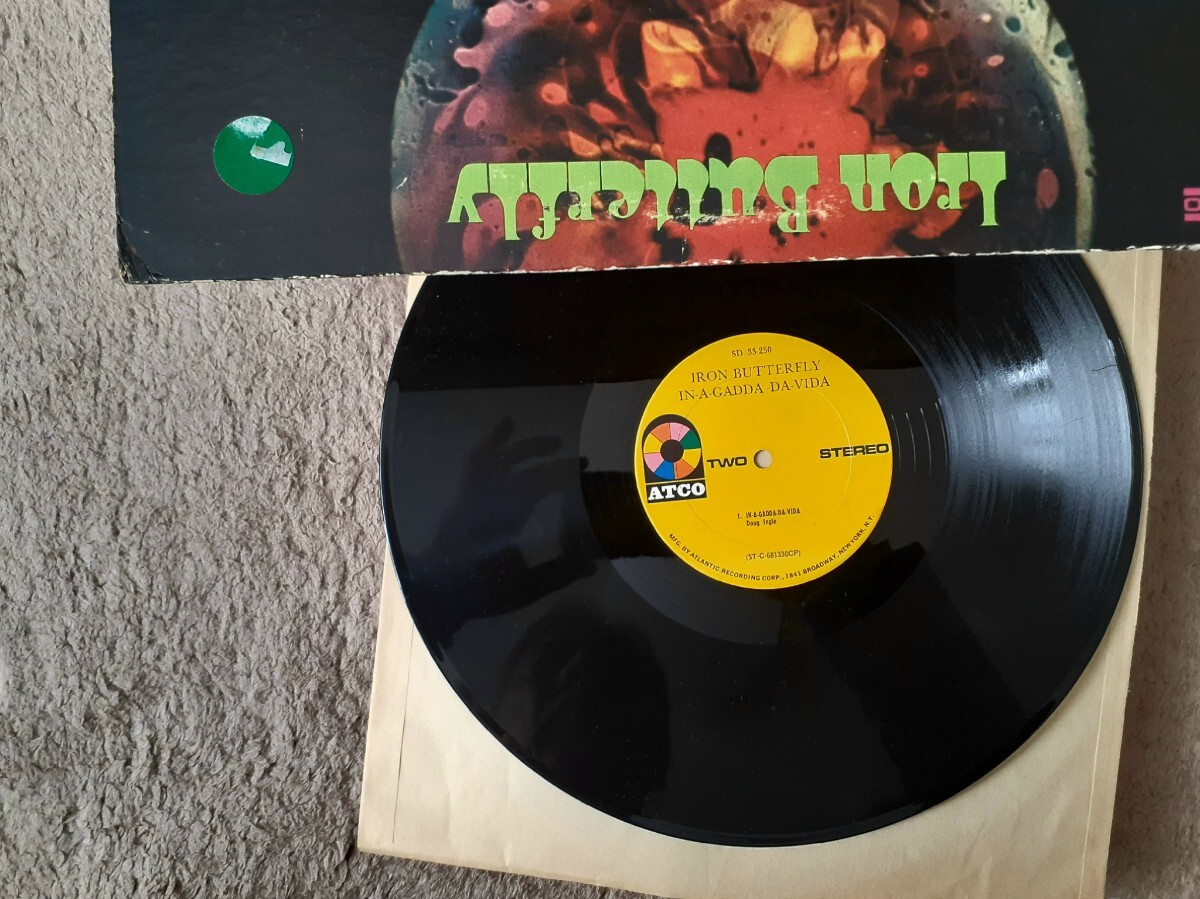 Iron Butterfly
SD 33-250
IRON BUTTERFLY
IN-A-GADDA-DA-VIDA
ATCO
TWO
STEREO
1. IN-A-GADDA-DA-VIDA
Doug Ingle
(ST-C-681330CP)
MFG. BY ATLANTIC RECORDING CORP., 1841 BROADWAY, NEW YORK, N.Y.